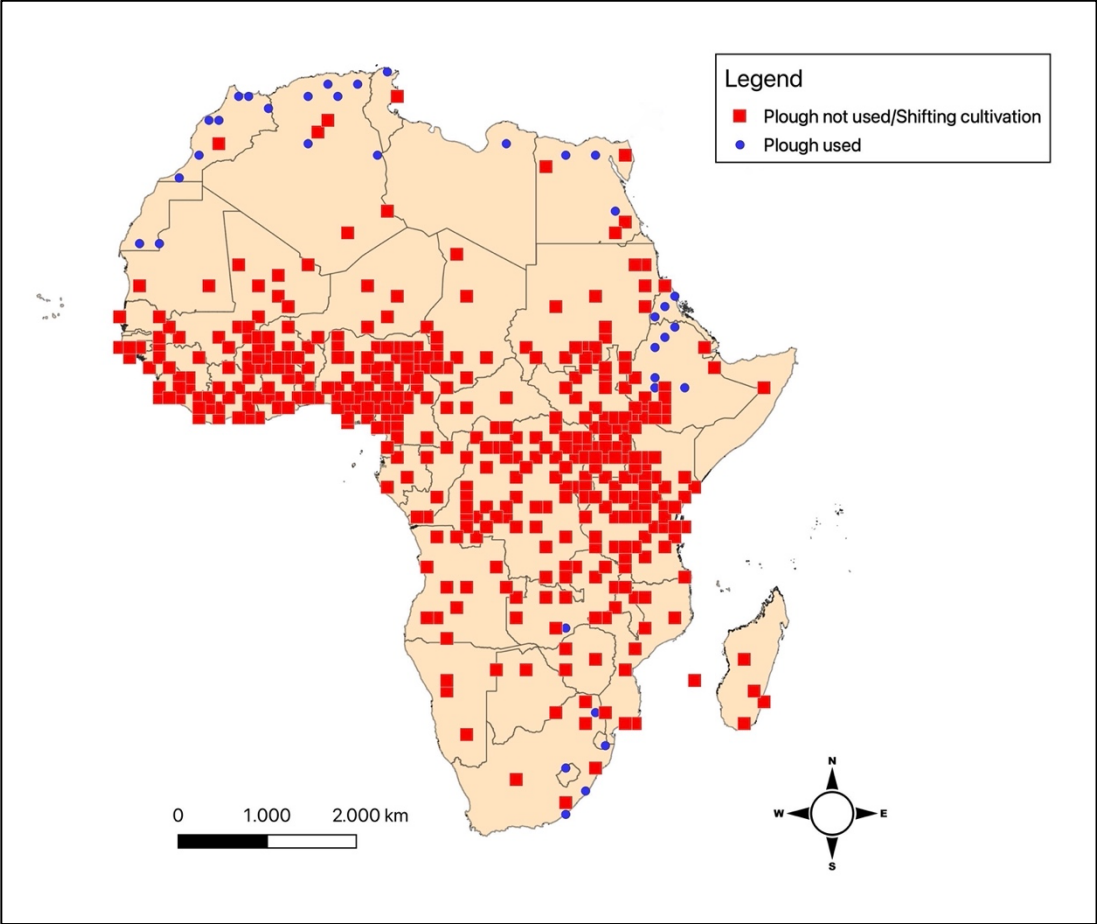 Legend
Plough not used/Shifting cultivation
Plough used
N
W E
S
0 1.000 2.000 km